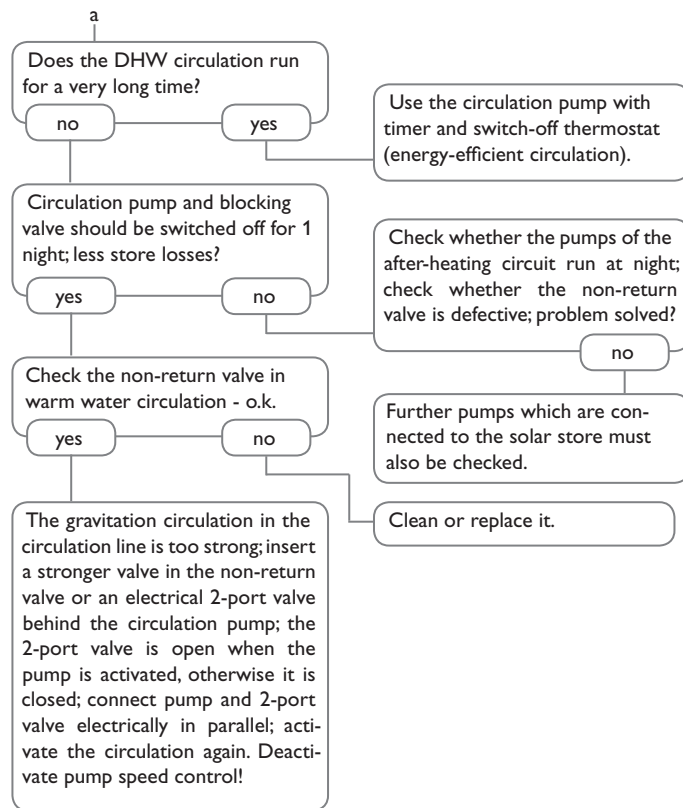 a
Does the DHW circulation run
for a very long time?
no
yes
Use the circulation pump with
timer and switch-off thermostat
(energy-efficient circulation).
Circulation pump and blocking
valve should be switched off for 1
night; less store losses?
yes
no
Check whether the pumps of the
after-heating circuit run at night;
check whether the non-return
valve is defective; problem solved?
no
Further pumps which are con-
nected to the solar store must
also be checked.
Check the non-return valve in
warm water circulation - o.k.
yes
no
Clean or replace it.
The gravitation circulation in the
circulation line is too strong; insert
a stronger valve in the non-return
valve or an electrical 2-port valve
behind the circulation pump; the
2-port valve is open when the
pump is activated, otherwise it is
closed; connect pump and 2-port
valve electrically in parallel; acti-
vate the circulation again. Deacti-
vate pump speed control!